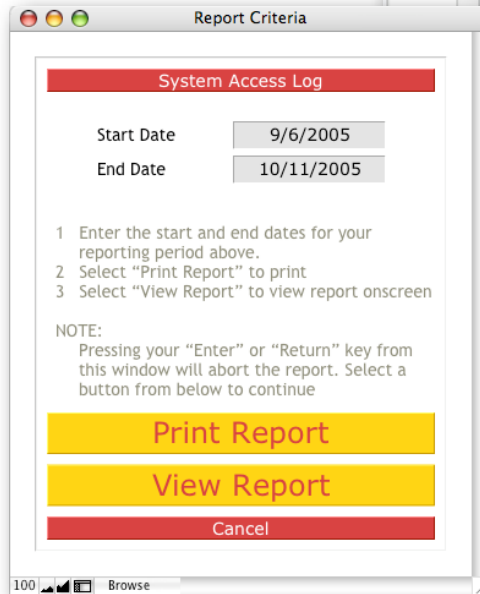 Report Criteria
System Access Log
Start Date 9/6/2005
End Date 10/11/2005
1 Enter the start and end dates for your
reporting period above.
2 Select “Print Report” to print
3 Select “View Report” to view report onscreen
NOTE:
Pressing your “Enter” or “Return” key from
this window will abort the report. Select a
button from below to continue
Print Report
View Report
Cancel
100 Browse